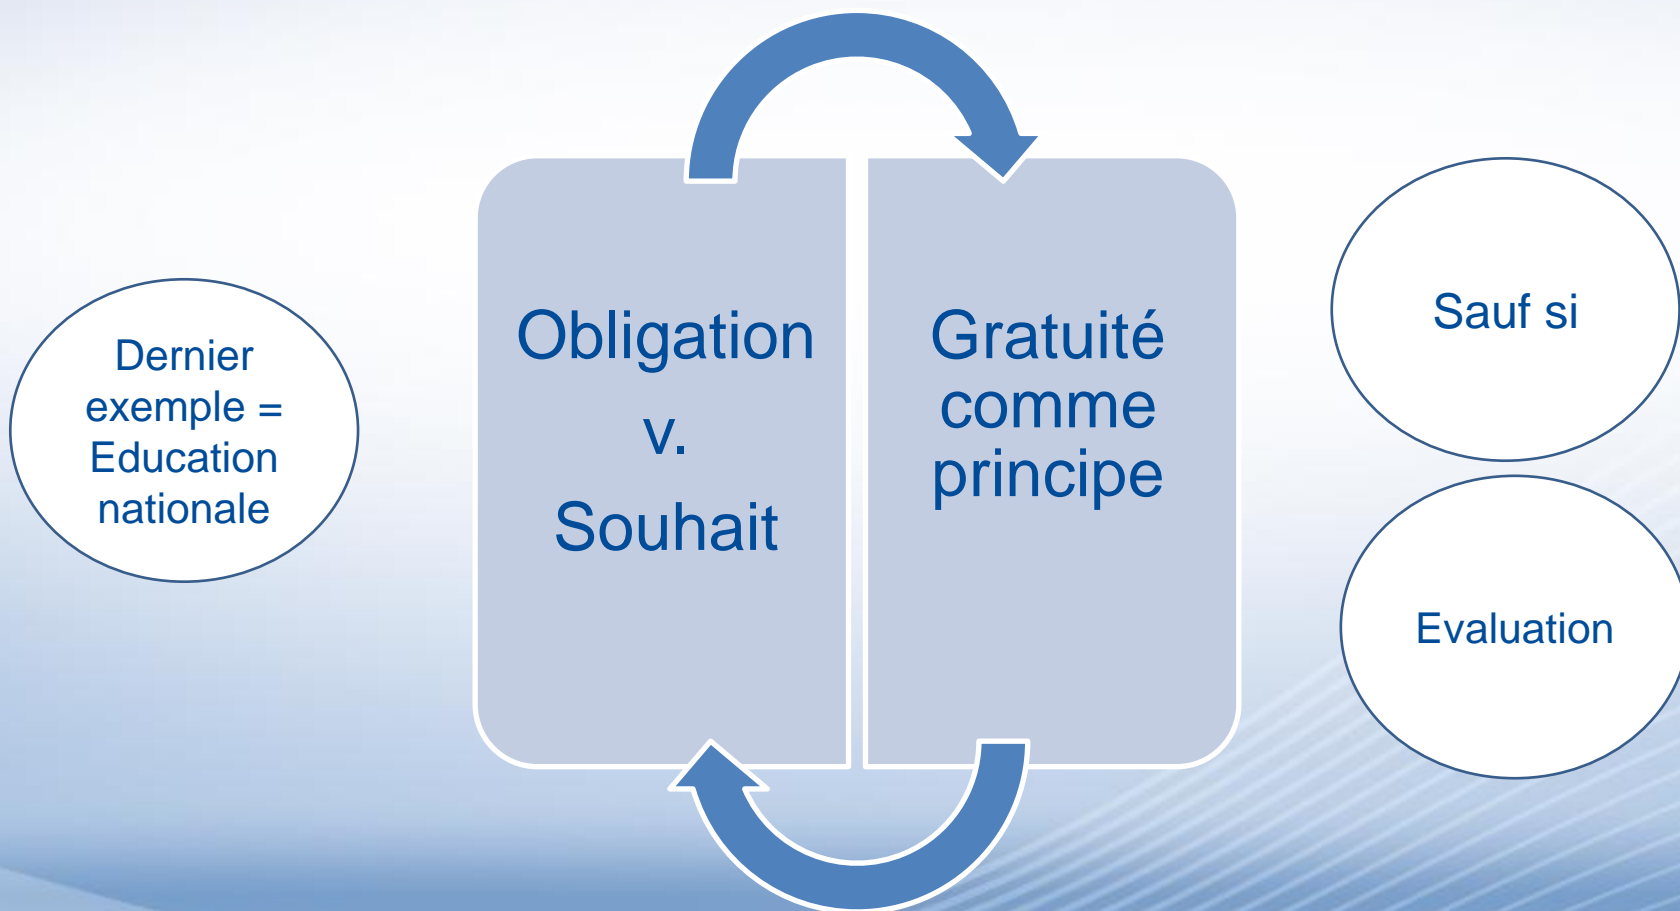 Dernier
exemple =
Education
nationale
Obligation
v.
Souhait
Gratuité
comme
principe
Sauf si
Evaluation